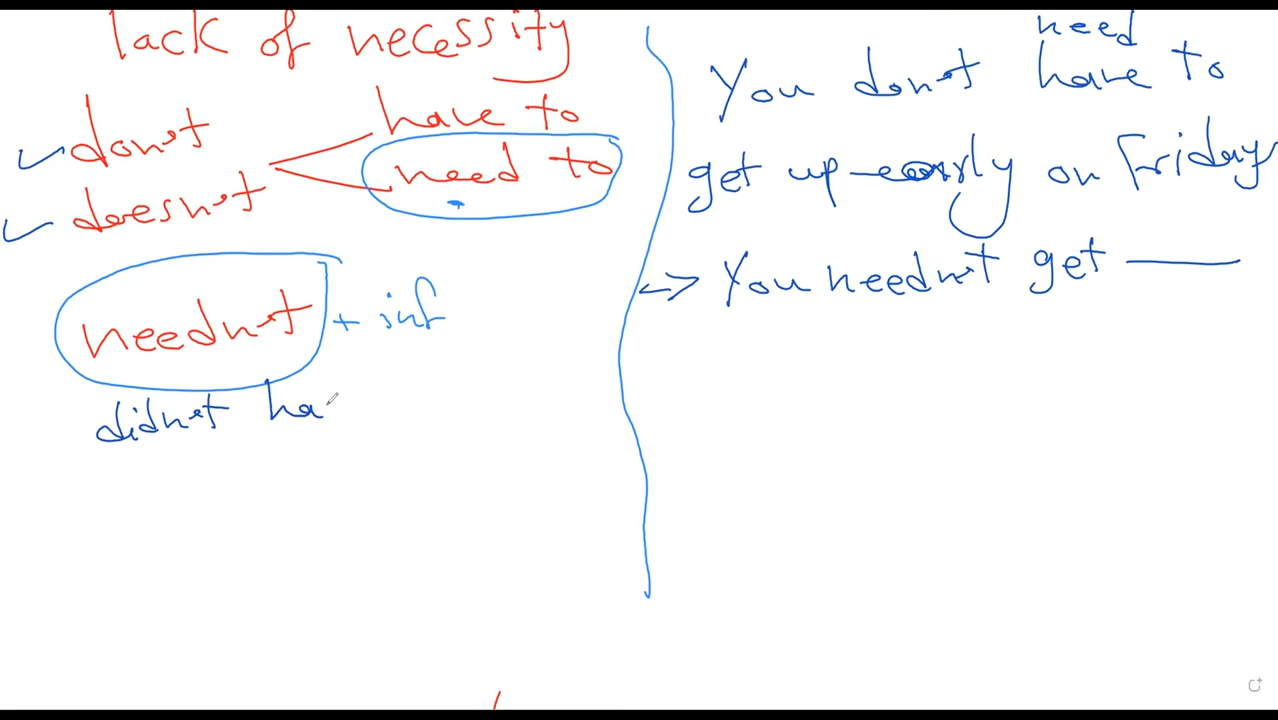 lack of necessity
don't have to
doesn't need to
needn't + inf
didn't ha
need
You don't have to
get up early on Fridays
<-> You needn't get ——